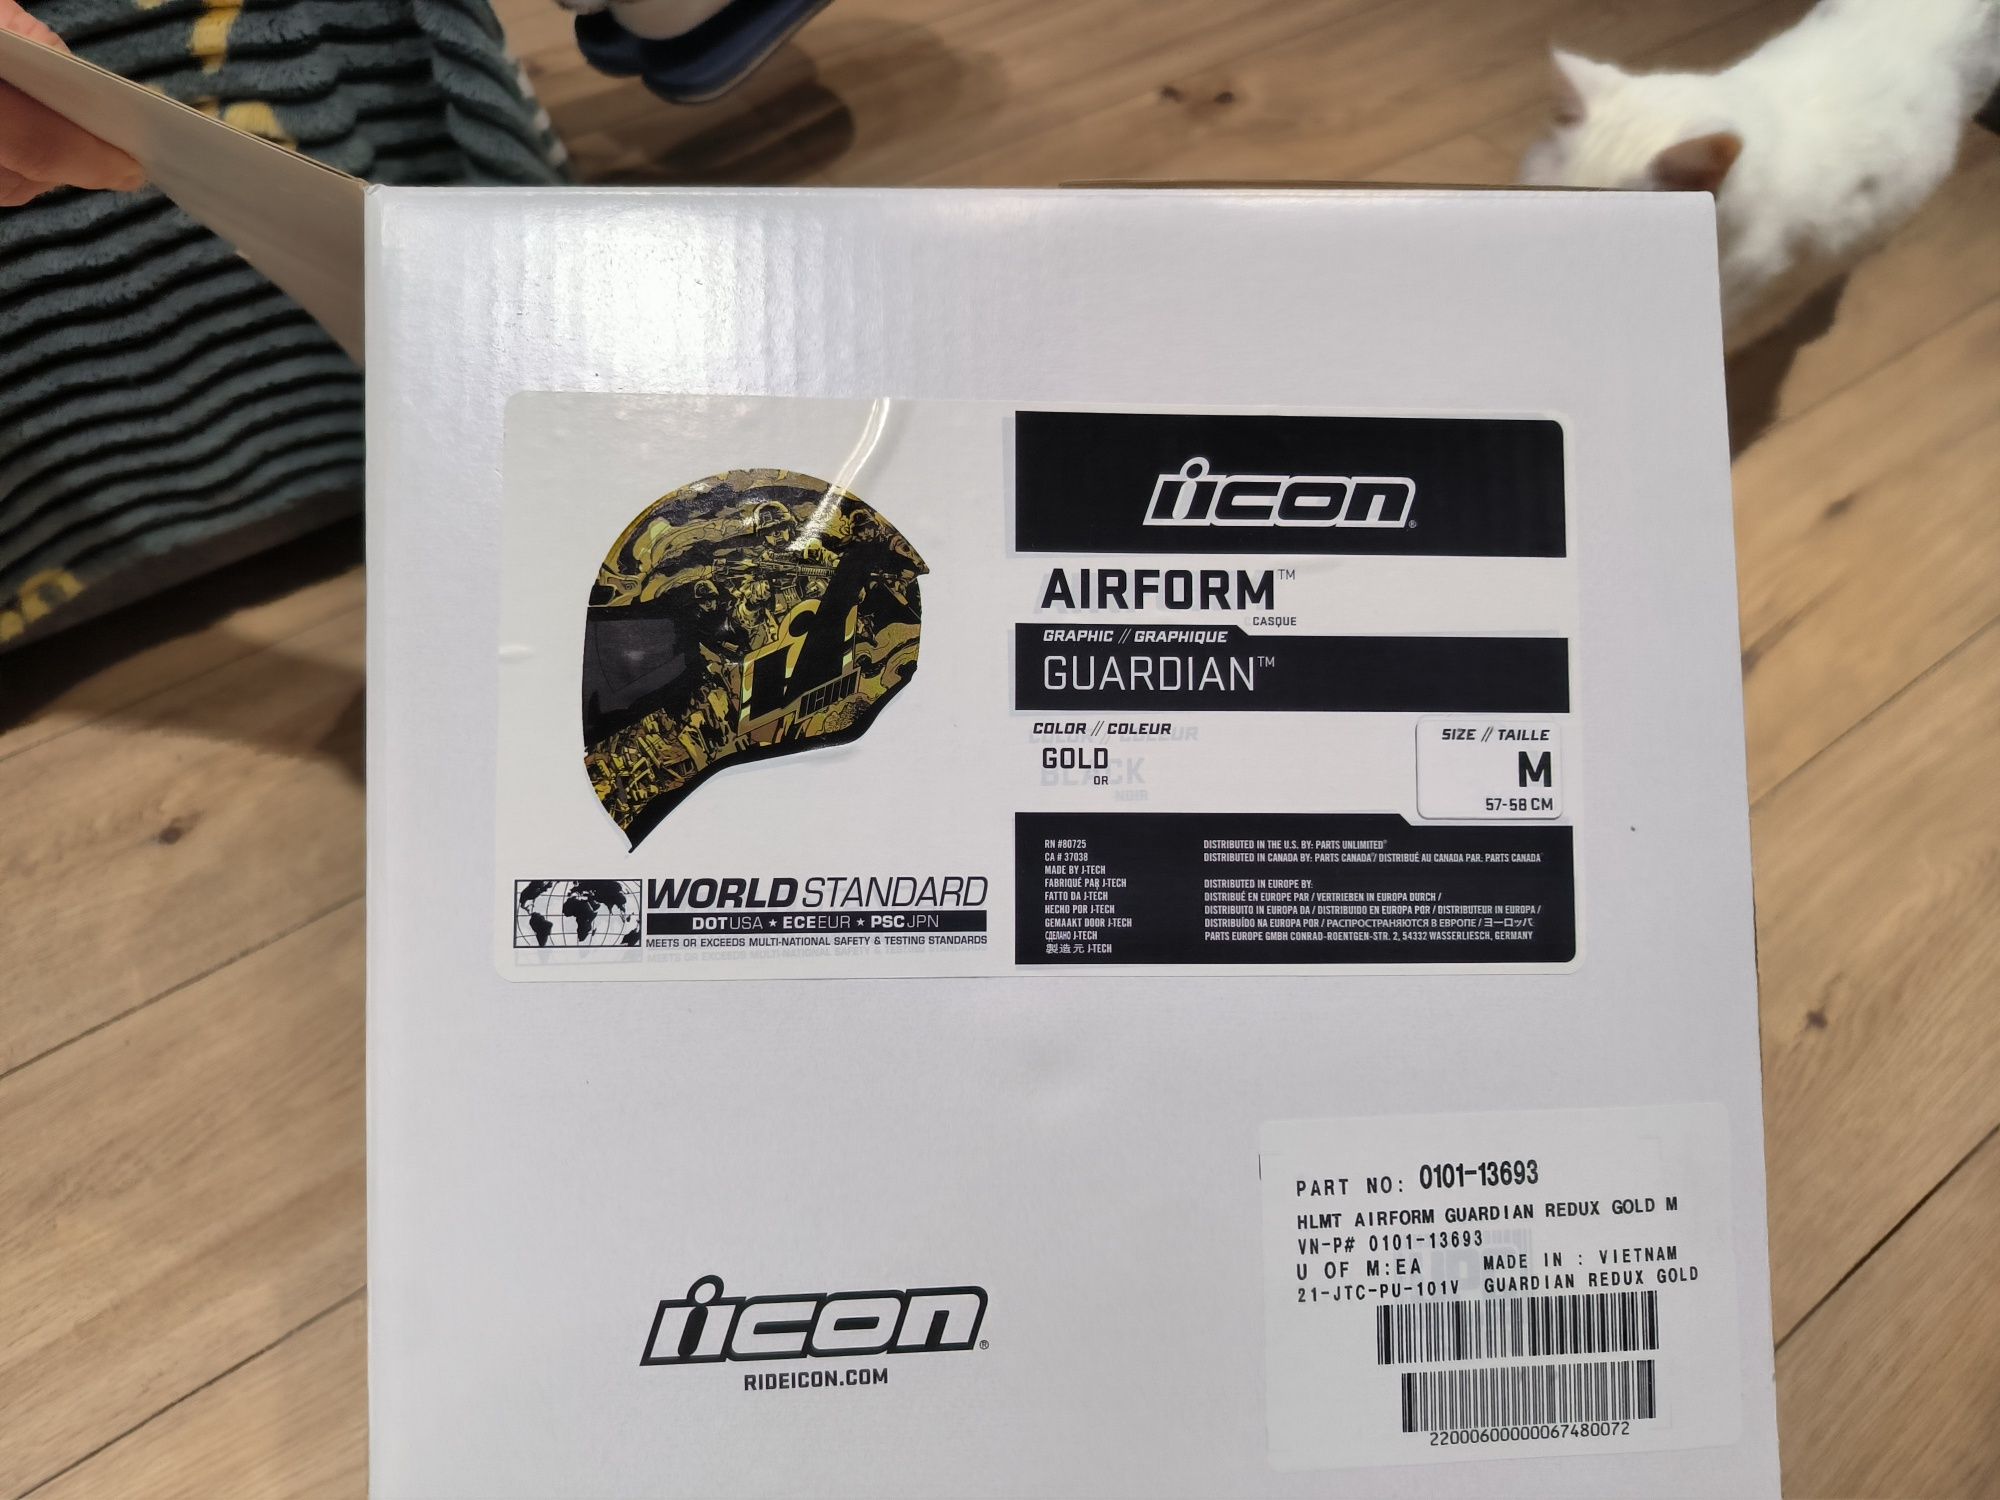 icon®
AIRFORM™
CASQUE
GRAPHIC // GRAPHIQUE
GUARDIAN™
COLOR // COLEUR
GOLD
OR
SIZE // TAILLE
M
57-58 CM
icon
WORLD STANDARD
DOT USA ★ ECE EUR ★ PSC JPN
MEETS OR EXCEEDS MULTI-NATIONAL SAFETY & TESTING STANDARDS
RN #80725
CA # 37038
MADE BY J-TECH
FABRIQUÉ PAR J-TECH
FATTO DA J-TECH
HECHO POR J-TECH
GEMAAKT DOOR J-TECH
СДЕЛАНО J-TECH
製造元 J-TECH
DISTRIBUTED IN THE U.S. BY: PARTS UNLIMITED®
DISTRIBUTED IN CANADA BY: PARTS CANADA®/ DISTRIBUÉ AU CANADA PAR: PARTS CANADA
DISTRIBUTED IN EUROPE BY:
DISTRIBUÉ EN EUROPE PAR / VERTRIEBEN IN EUROPA DURCH /
DISTRIBUITO IN EUROPA DA / DISTRIBUIDO EN EUROPA POR / DISTRIBUTEUR IN EUROPA /
DISTRIBUÍDO NA EUROPA POR / РАСПРОСТРАНЯЮТСЯ В ЕВРОПЕ / ヨーロッパ
PARTS EUROPE GMBH CONRAD-ROENTGEN-STR. 2, 54332 WASSERLIESCH, GERMANY
icon®
RIDEICON.COM
PART NO: 0101-13693
HLMT AIRFORM GUARDIAN REDUX GOLD M
VN-P# 0101-13693
U OF M:EA MADE IN : VIETNAM
21-JTC-PU-101V GUARDIAN REDUX GOLD
22000600000067480072